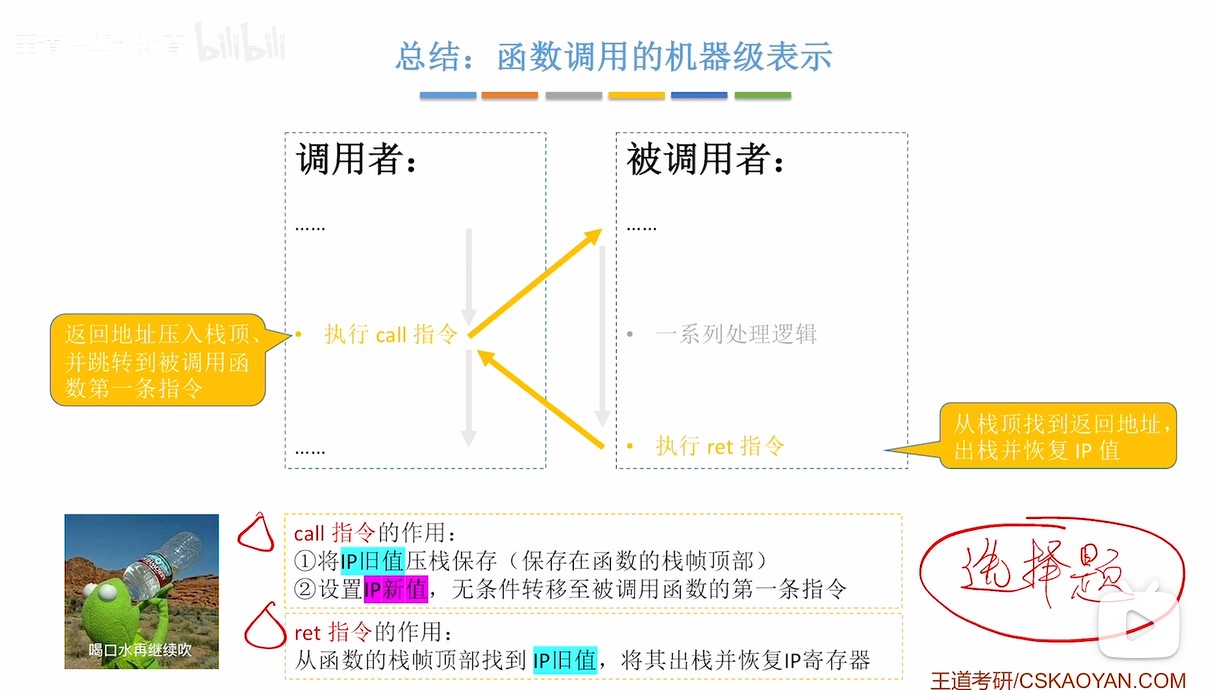 bilibili
总结：函数调用的机器级表示
调用者：
……
返回地址压入栈顶、
并跳转到被调用函
数第一条指令
• 执行 call 指令
……
被调用者：
……
• 一系列处理逻辑
• 执行 ret 指令
从栈顶找到返回地址，
出栈并恢复 IP 值
喝口水再继续吹
call 指令的作用：
①将IP旧值压栈保存（保存在函数的栈帧顶部）
②设置IP新值，无条件转移至被调用函数的第一条指令
ret 指令的作用：
从函数的栈帧顶部找到 IP旧值，将其出栈并恢复IP寄存器
选择题
王道考研/CSKAOYAN.COM